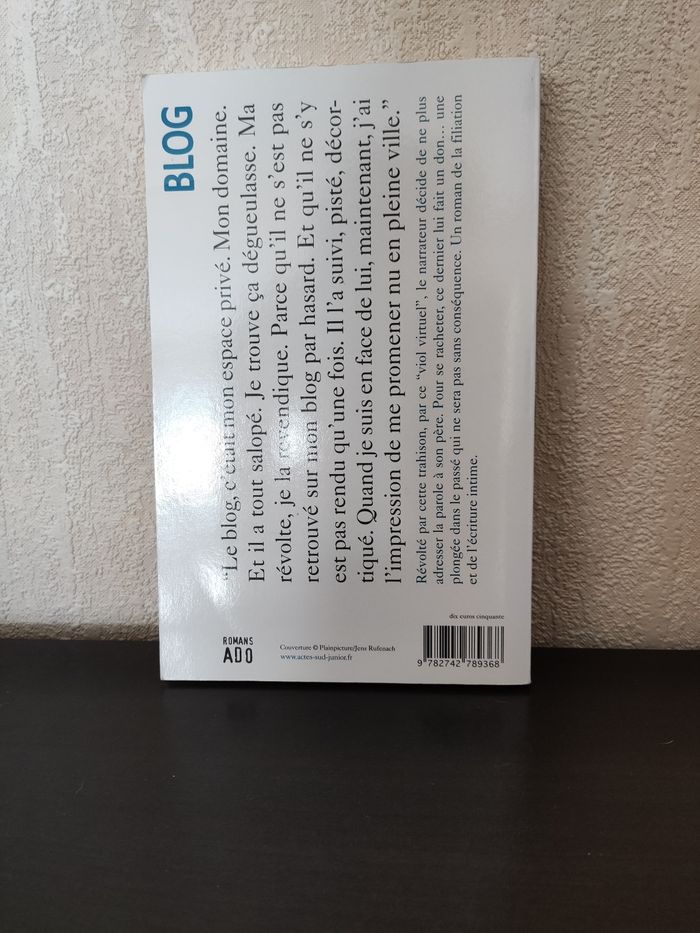 BLOG
“Le blog, c’était mon espace privé. Mon domaine.
Et il a tout salopé. Je trouve ça dégueulasse. Ma
révolte, je la revendique. Parce qu’il ne s’est pas
retrouvé sur mon blog par hasard. Et qu’il ne s’y
est pas rendu qu’une fois. Il l’a suivi, pisté, décor-
tiqué. Quand je suis en face de lui, maintenant, j’ai
l’impression de me promener nu en pleine ville.”
Révolté par cette trahison, par ce “viol virtuel”, le narrateur décide de ne plus
adresser la parole à son père. Pour se racheter, ce dernier lui fait un don... une
plongée dans le passé qui ne sera pas sans conséquence. Un roman de la filiation
et de l’écriture intime.
ROMANS
ADO
Couverture © Plainpicture/Jens Rufenach
www.actes-sud-junior.fr
dix euros cinquante
9 782742 789368